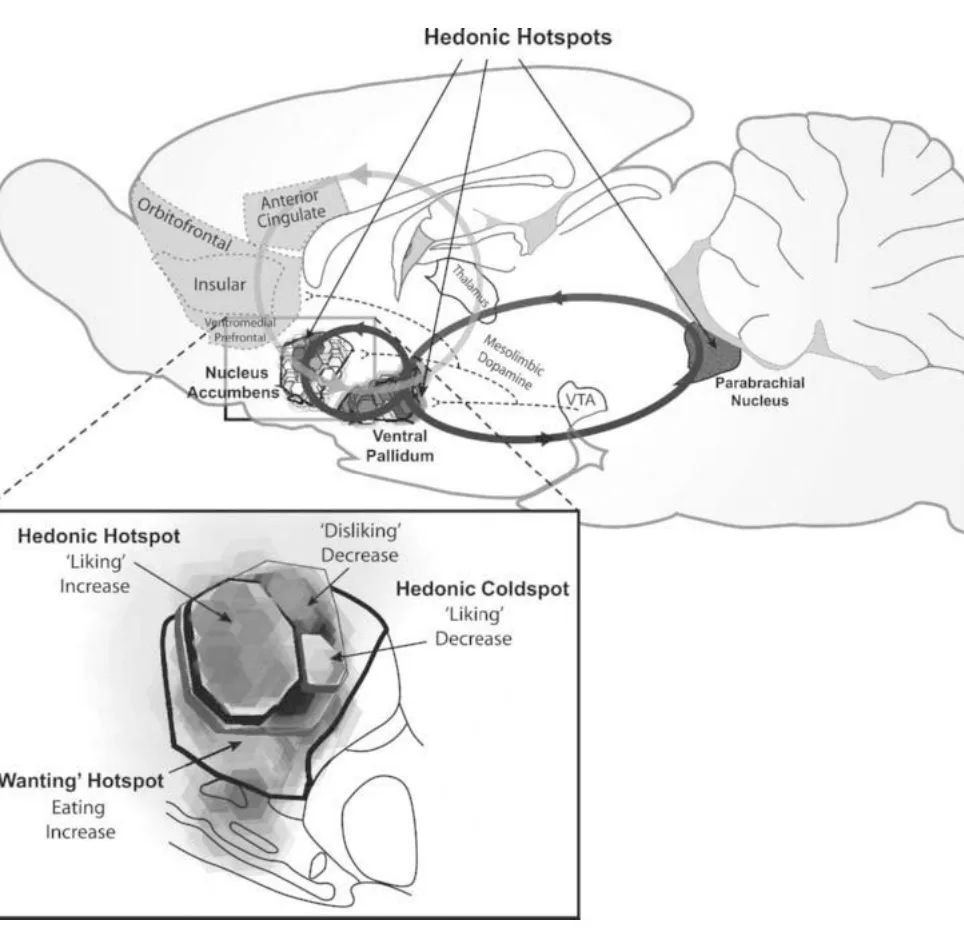 Hedonic Hotspots
Anterior
Cingulate
Orbitofrontal
Insular
Thalamus
Ventromedial
Prefrontal
Mesolimbic
Dopamine
Nucleus
Accumbens
VTA
Parabrachial
Nucleus
Ventral
Pallidum
Hedonic Hotspot
'Liking'
Increase
'Disliking'
Decrease
Hedonic Coldspot
'Liking'
Decrease
Wanting' Hotspot
Eating
Increase